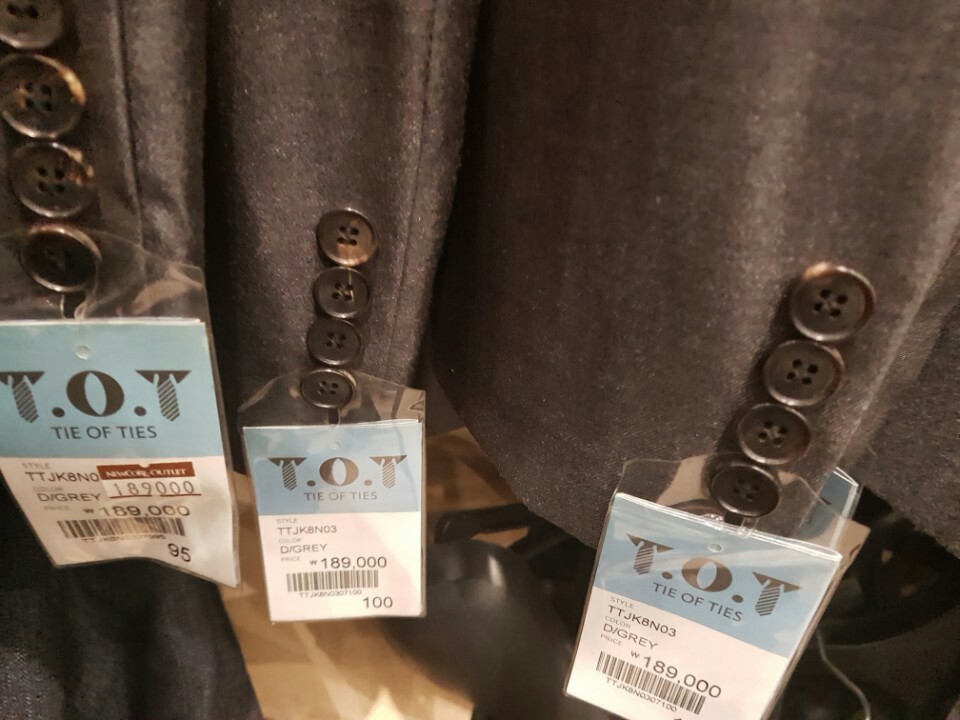 T.O.T
TIE OF TIES
STYLE
TTJK8N0
NEWCORE OUTLET
COLOR
D/GREY
189000
PRICE ₩189,000
95
T.O.T
TIE OF TIES
STYLE
TTJK8N03
COLOR
D/GREY
PRICE ₩189,000
TTJK8N0307100
100
T.O.T
TIE OF TIES
STYLE
TTJK8N03
COLOR
D/GREY
PRICE ₩189,000
TTJK8N0307100